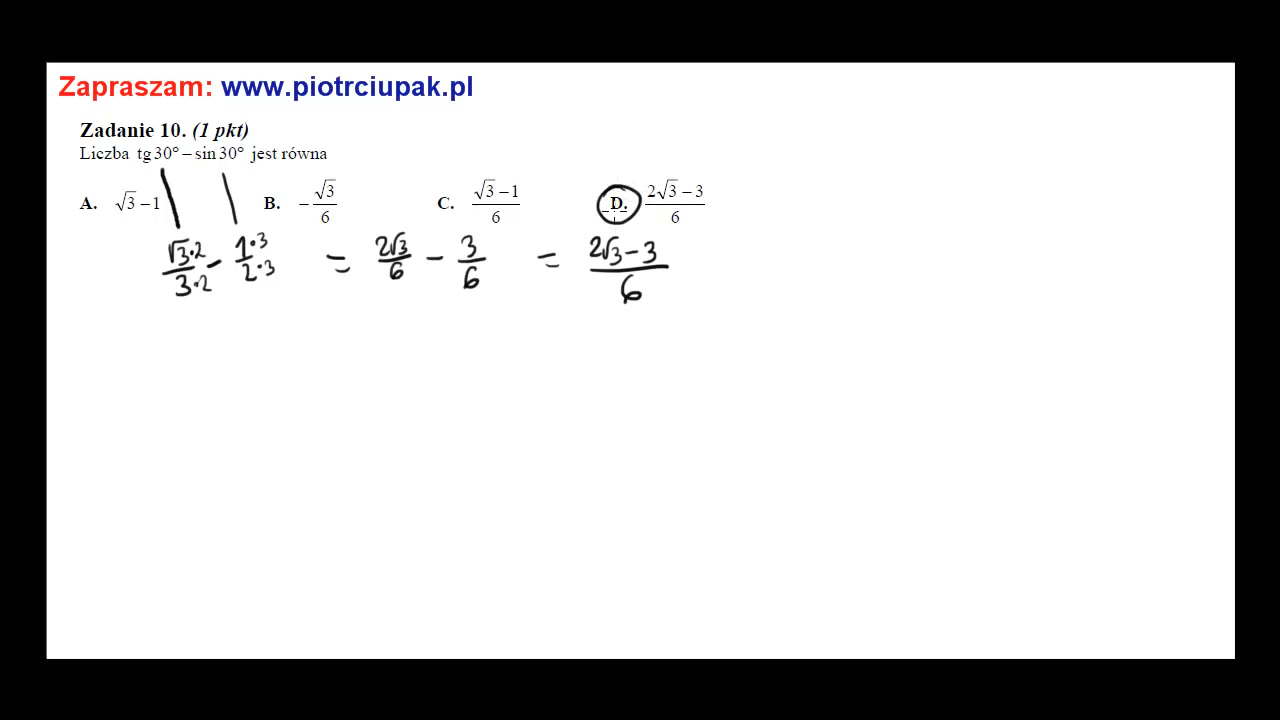 Zapraszam: www.piotrciupak.pl
Zadanie 10. (1 pkt)
Liczba tg 30° – sin 30° jest równa
A. √3 – 1 B. – √3/6 C. (√3 – 1)/6 D. (2√3 – 3)/6
(√3·2)/(3·2) – (1·3)/(2·3) = 2√3/6 – 3/6 = (2√3 – 3)/6